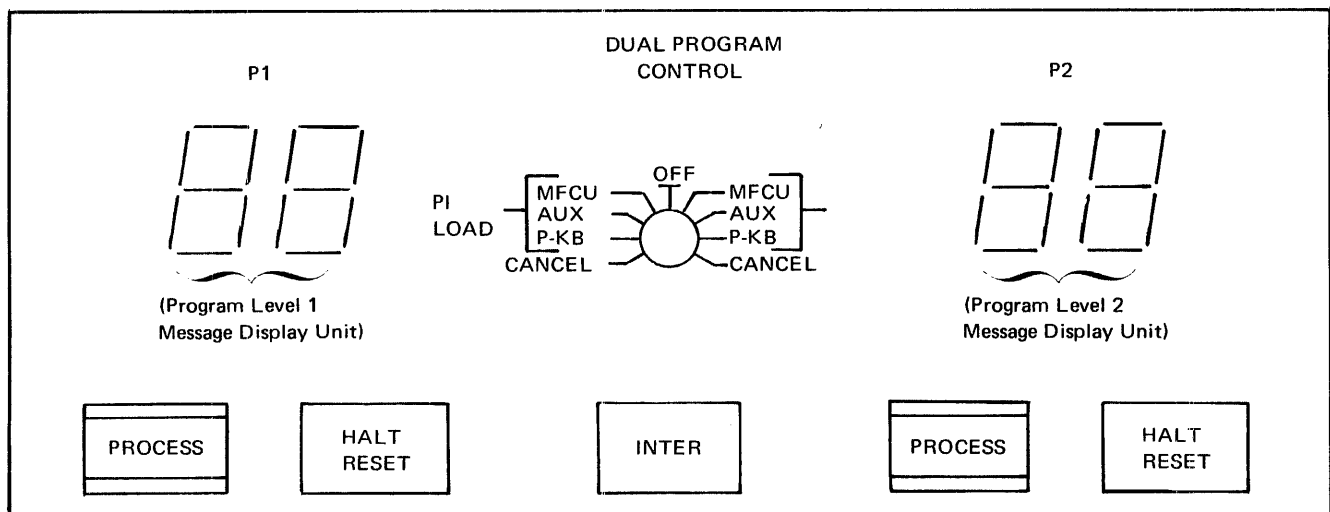 DUAL PROGRAM
CONTROL
P1
P2
OFF
PI
LOAD
MFCU
AUX
P-KB
CANCEL
MFCU
AUX
P-KB
CANCEL
(Program Level 1
Message Display Unit)
(Program Level 2
Message Display Unit)
PROCESS
HALT
RESET
INTER
PROCESS
HALT
RESET